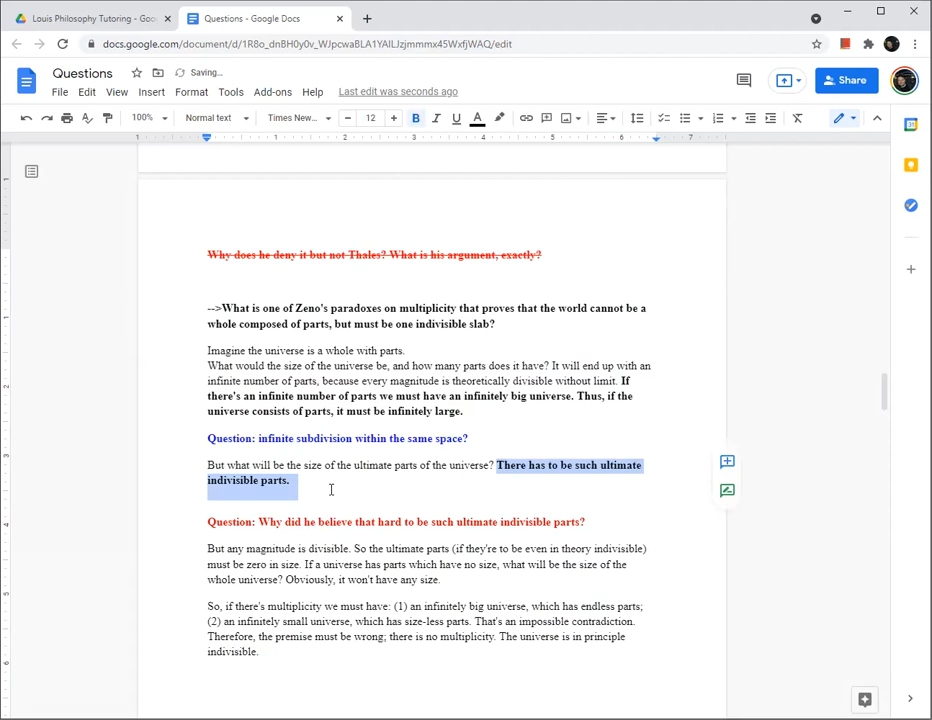 Louis Philosophy Tutoring - Goo
Questions - Google Docs
docs.google.com/document/d/1R8o_dnBH0y0v_WJpcwaBLA1YAlLJzjmmmx45WxfjWAQ/edit
Questions
Saving...
Share
File Edit View Insert Format Tools Add-ons Help Last edit was seconds ago
100% Normal text Times New... 12 B I U A
1 1 2 3 4 5 6 7
Why does he deny it but not Thales? What is his argument, exactly?
-->What is one of Zeno's paradoxes on multiplicity that proves that the world cannot be a
whole composed of parts, but must be one indivisible slab?
Imagine the universe is a whole with parts.
What would the size of the universe be, and how many parts does it have? It will end up with an
infinite number of parts, because every magnitude is theoretically divisible without limit. If
there's an infinite number of parts we must have an infinitely big universe. Thus, if the
universe consists of parts, it must be infinitely large.
Question: infinite subdivision within the same space?
But what will be the size of the ultimate parts of the universe? There has to be such ultimate
indivisible parts.
Question: Why did he believe that hard to be such ultimate indivisible parts?
But any magnitude is divisible. So the ultimate parts (if they're to be even in theory indivisible)
must be zero in size. If a universe has parts which have no size, what will be the size of the
whole universe? Obviously, it won't have any size.
So, if there's multiplicity we must have: (1) an infinitely big universe, which has endless parts;
(2) an infinitely small universe, which has size-less parts. That's an impossible contradiction.
Therefore, the premise must be wrong; there is no multiplicity. The universe is in principle
indivisible.